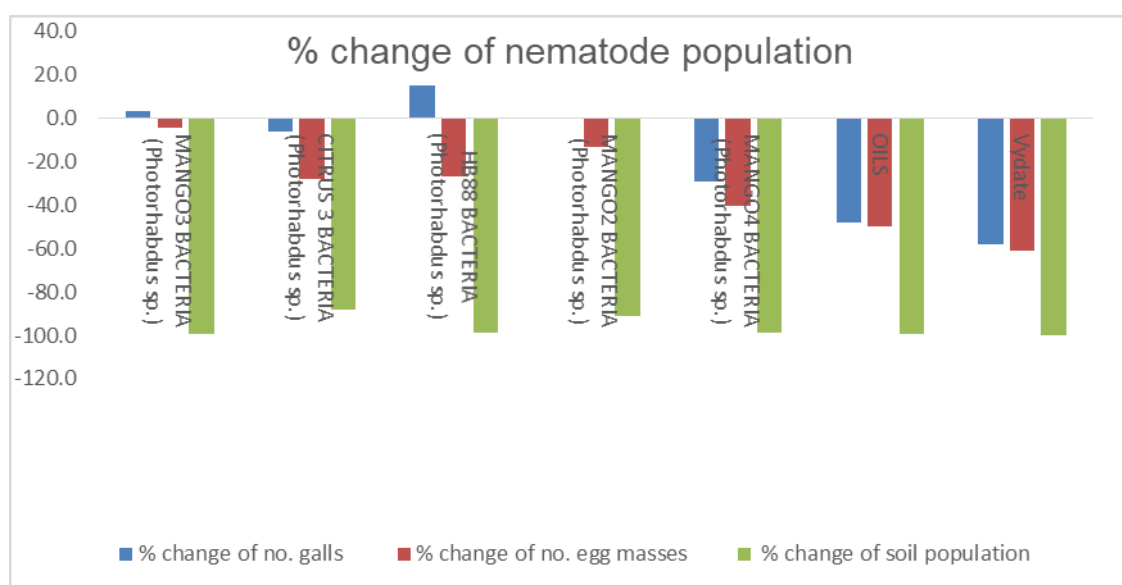 % change of nematode population
40.0
20.0
0.0
-20.0
-40.0
-60.0
-80.0
-100.0
-120.0
MANGO3 BACTERIA
(Photorhabdus sp.)
CITRUS 3 BACTERIA
(Photorhabdus sp.)
HB88 BACTERIA
(Photorhabdus sp.)
MANGO2 BACTERIA
(Photorhabdus sp.)
MANGO4 BACTERIA
(Photorhabdus sp.)
OILS
Vydate
% change of no. galls
% change of no. egg masses
% change of soil population